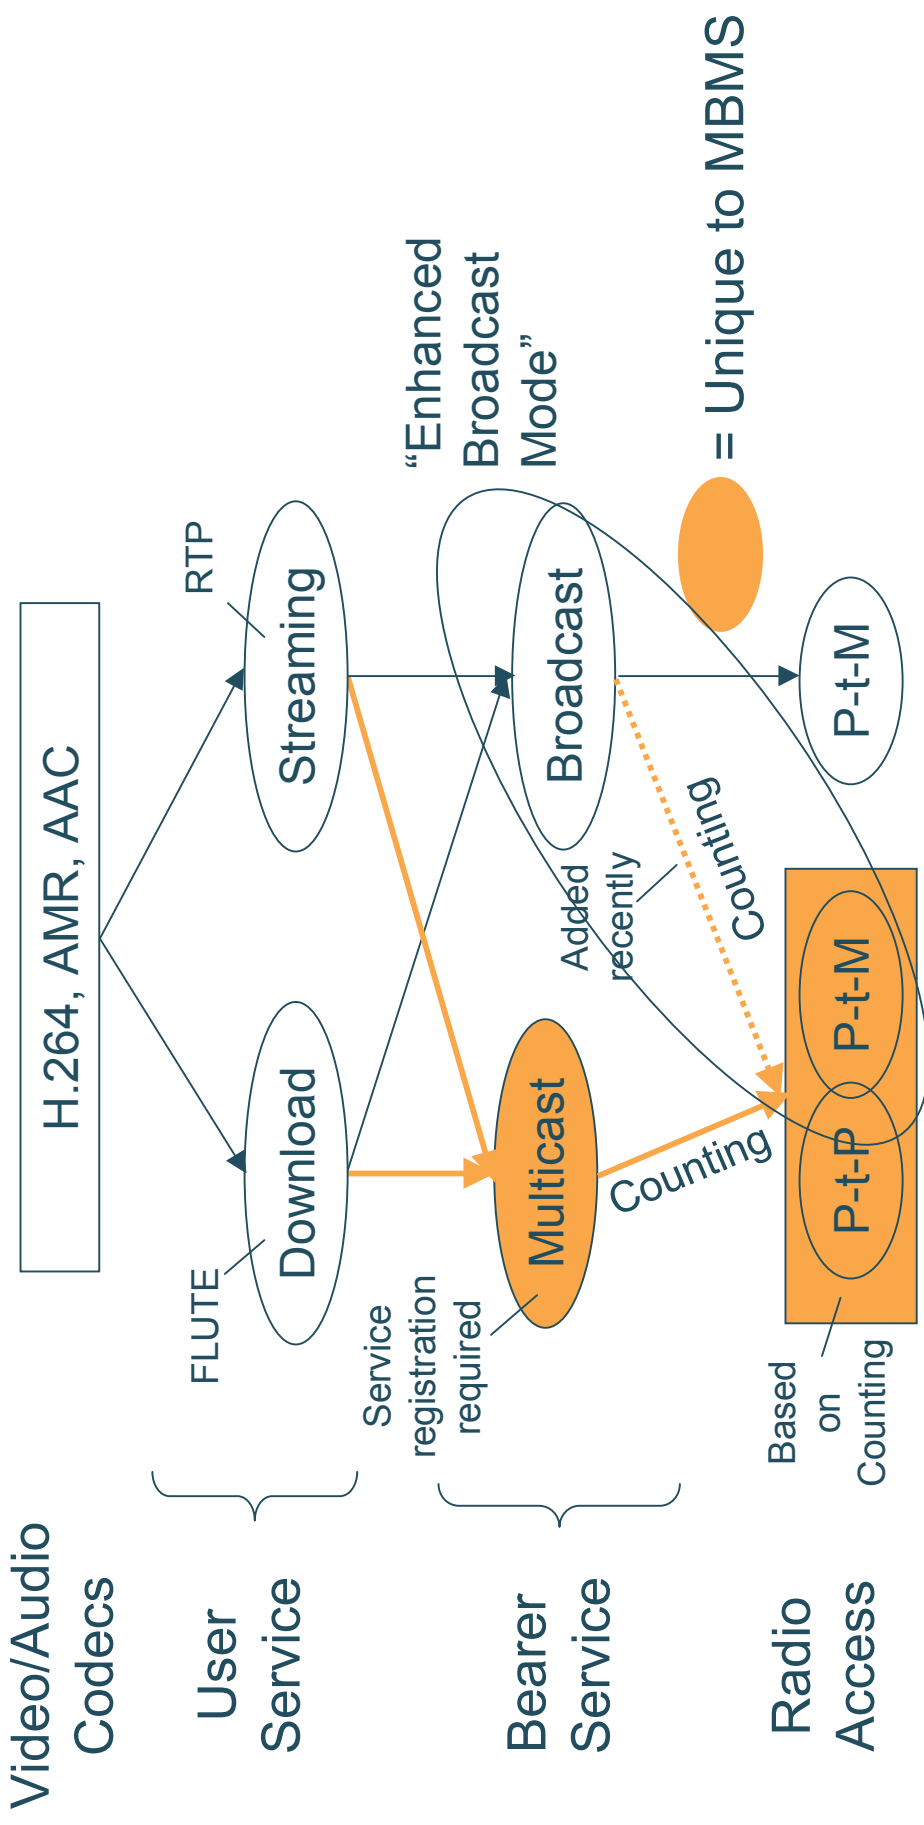 Video/Audio
Codecs
H.264, AMR, AAC
User
Service
FLUTE
Download
RTP
Streaming
Bearer
Service
Service
registration
required
Multicast
Broadcast
“Enhanced
Broadcast
Mode”
Added
recently
Counting
Counting
Radio
Access
Based
on
Counting
P-t-P
P-t-M
P-t-M
= Unique to MBMS